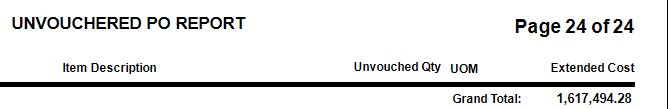 UNVOUCHERED PO REPORT Page 24 of 24
Item Description Unvouched Qty UOM Extended Cost
Grand Total: 1,617,494.28